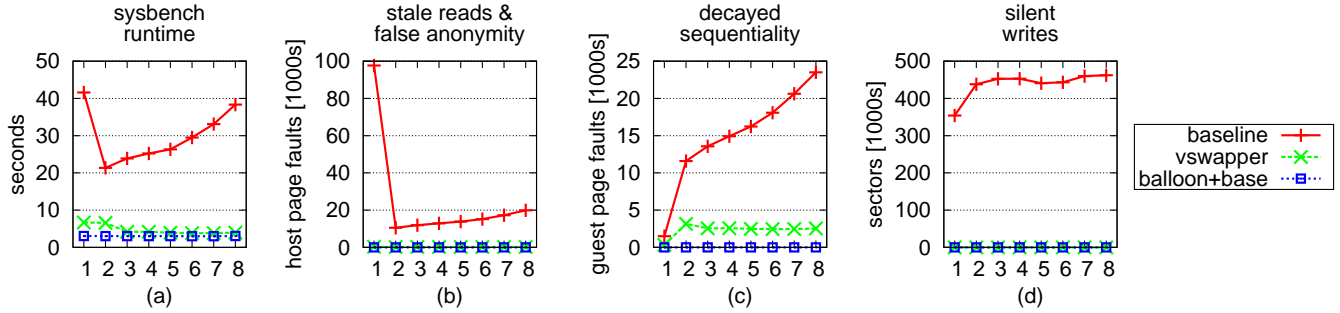 sysbench
runtime
seconds
50
40
30
20
10
0
1 2 3 4 5 6 7 8
(a)
stale reads &
false anonymity
host page faults [1000s]
100
80
60
40
20
0
1 2 3 4 5 6 7 8
(b)
decayed
sequentiality
guest page faults [1000s]
25
20
15
10
5
0
1 2 3 4 5 6 7 8
(c)
silent
writes
sectors [1000s]
500
400
300
200
100
0
1 2 3 4 5 6 7 8
(d)
baseline
vswapper
balloon+base